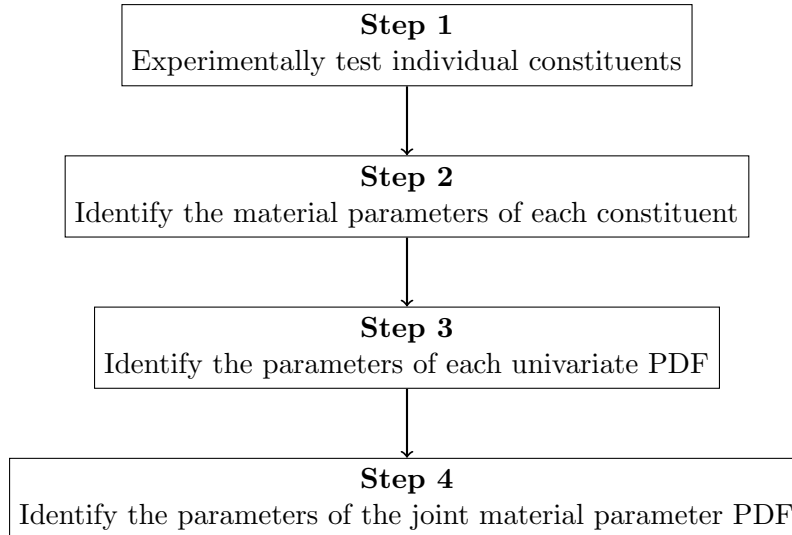 Step 1
Experimentally test individual constituents
Step 2
Identify the material parameters of each constituent
Step 3
Identify the parameters of each univariate PDF
Step 4
Identify the parameters of the joint material parameter PDF